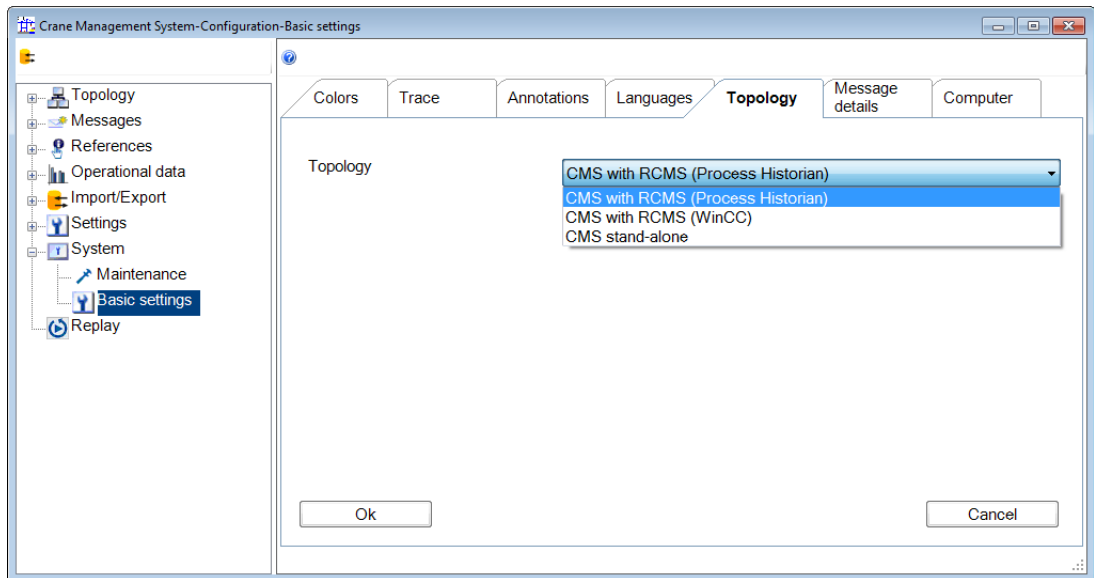 Crane Management System-Configuration-Basic settings
Topology
Messages
References
Operational data
Import/Export
Settings
System
Maintenance
Basic settings
Replay
Colors
Trace
Annotations
Languages
Topology
Message
details
Computer
Topology
CMS with RCMS (Process Historian)
CMS with RCMS (Process Historian)
CMS with RCMS (WinCC)
CMS stand-alone
Ok
Cancel